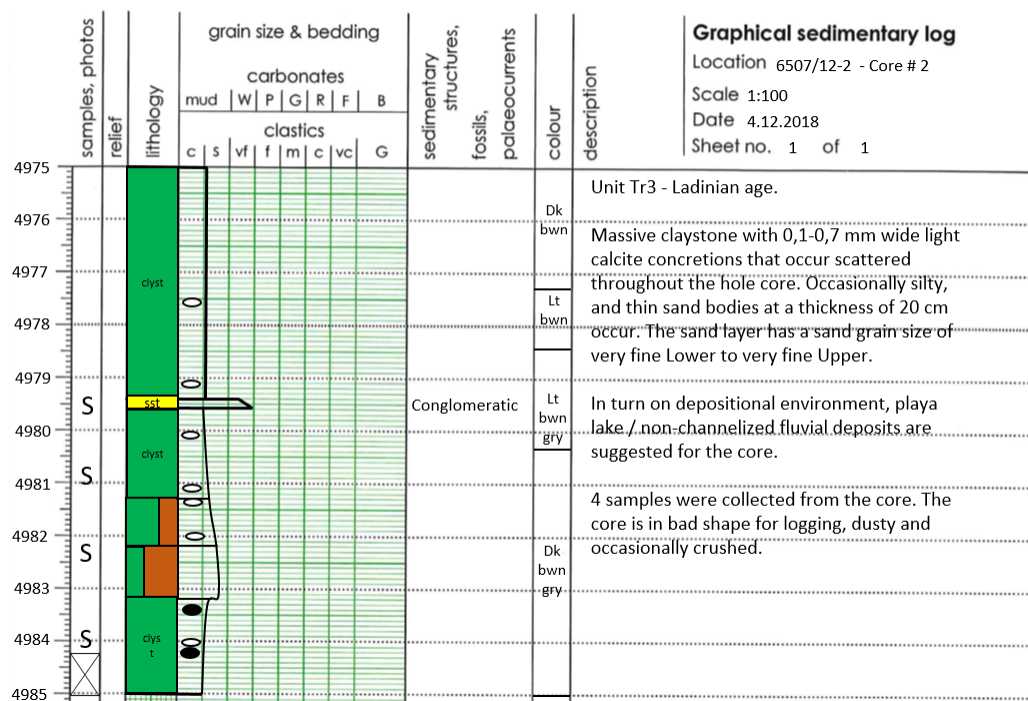 Graphical sedimentary log
Location 6507/12-2 - Core # 2
Scale 1:100
Date 4.12.2018
Sheet no. 1 of 1
samples, photos
relief
lithology
grain size & bedding
carbonates
mud W P G R F B
clastics
c s vf f m c vc G
sedimentary
structures,
fossils,
palaeocurrents
colour
description
4975
4976
4977
4978
4979
4980
4981
4982
4983
4984
4985
S
S
S
S
clyst
sst
clyst
clys
t
Conglomeratic
Dk
bwn
Lt
bwn
Lt
bwn
gry
Dk
bwn
gry
Unit Tr3 - Ladinian age.
Massive claystone with 0,1-0,7 mm wide light
calcite concretions that occur scattered
throughout the hole core. Occasionally silty,
and thin sand bodies at a thickness of 20 cm
occur. The sand layer has a sand grain size of
very fine Lower to very fine Upper.
In turn on depositional environment, playa
lake / non-channelized fluvial deposits are
suggested for the core.
4 samples were collected from the core. The
core is in bad shape for logging, dusty and
occasionally crushed.